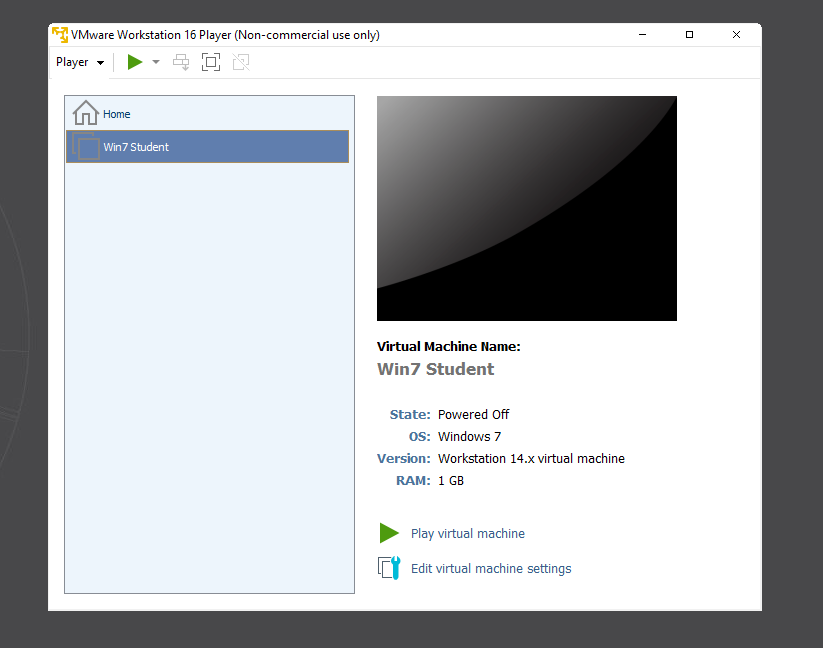 VMware Workstation 16 Player (Non-commercial use only)
Player
Home
Win7 Student
Virtual Machine Name:
Win7 Student
State: Powered Off
OS: Windows 7
Version: Workstation 14.x virtual machine
RAM: 1 GB
Play virtual machine
Edit virtual machine settings